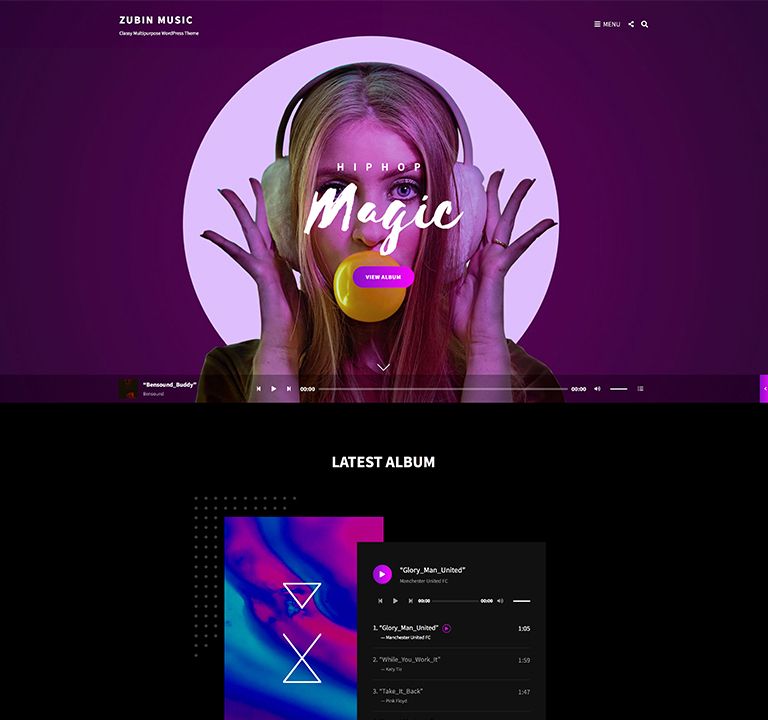 ZUBIN MUSIC
Classy Multipurpose WordPress Theme
MENU
HIPHOP
Magic
VIEW ALBUM
"Bensound_Buddy"
Bensound
00:00
00:00
LATEST ALBUM
"Glory_Man_United"
Manchester United FC
00:00
00:00
1. "Glory_Man_United" 1:05
— Manchester United FC
2. "While_You_Work_It" 1:59
— Katy Tie
3. "Take_It_Back" 1:47
— Pink Floyd